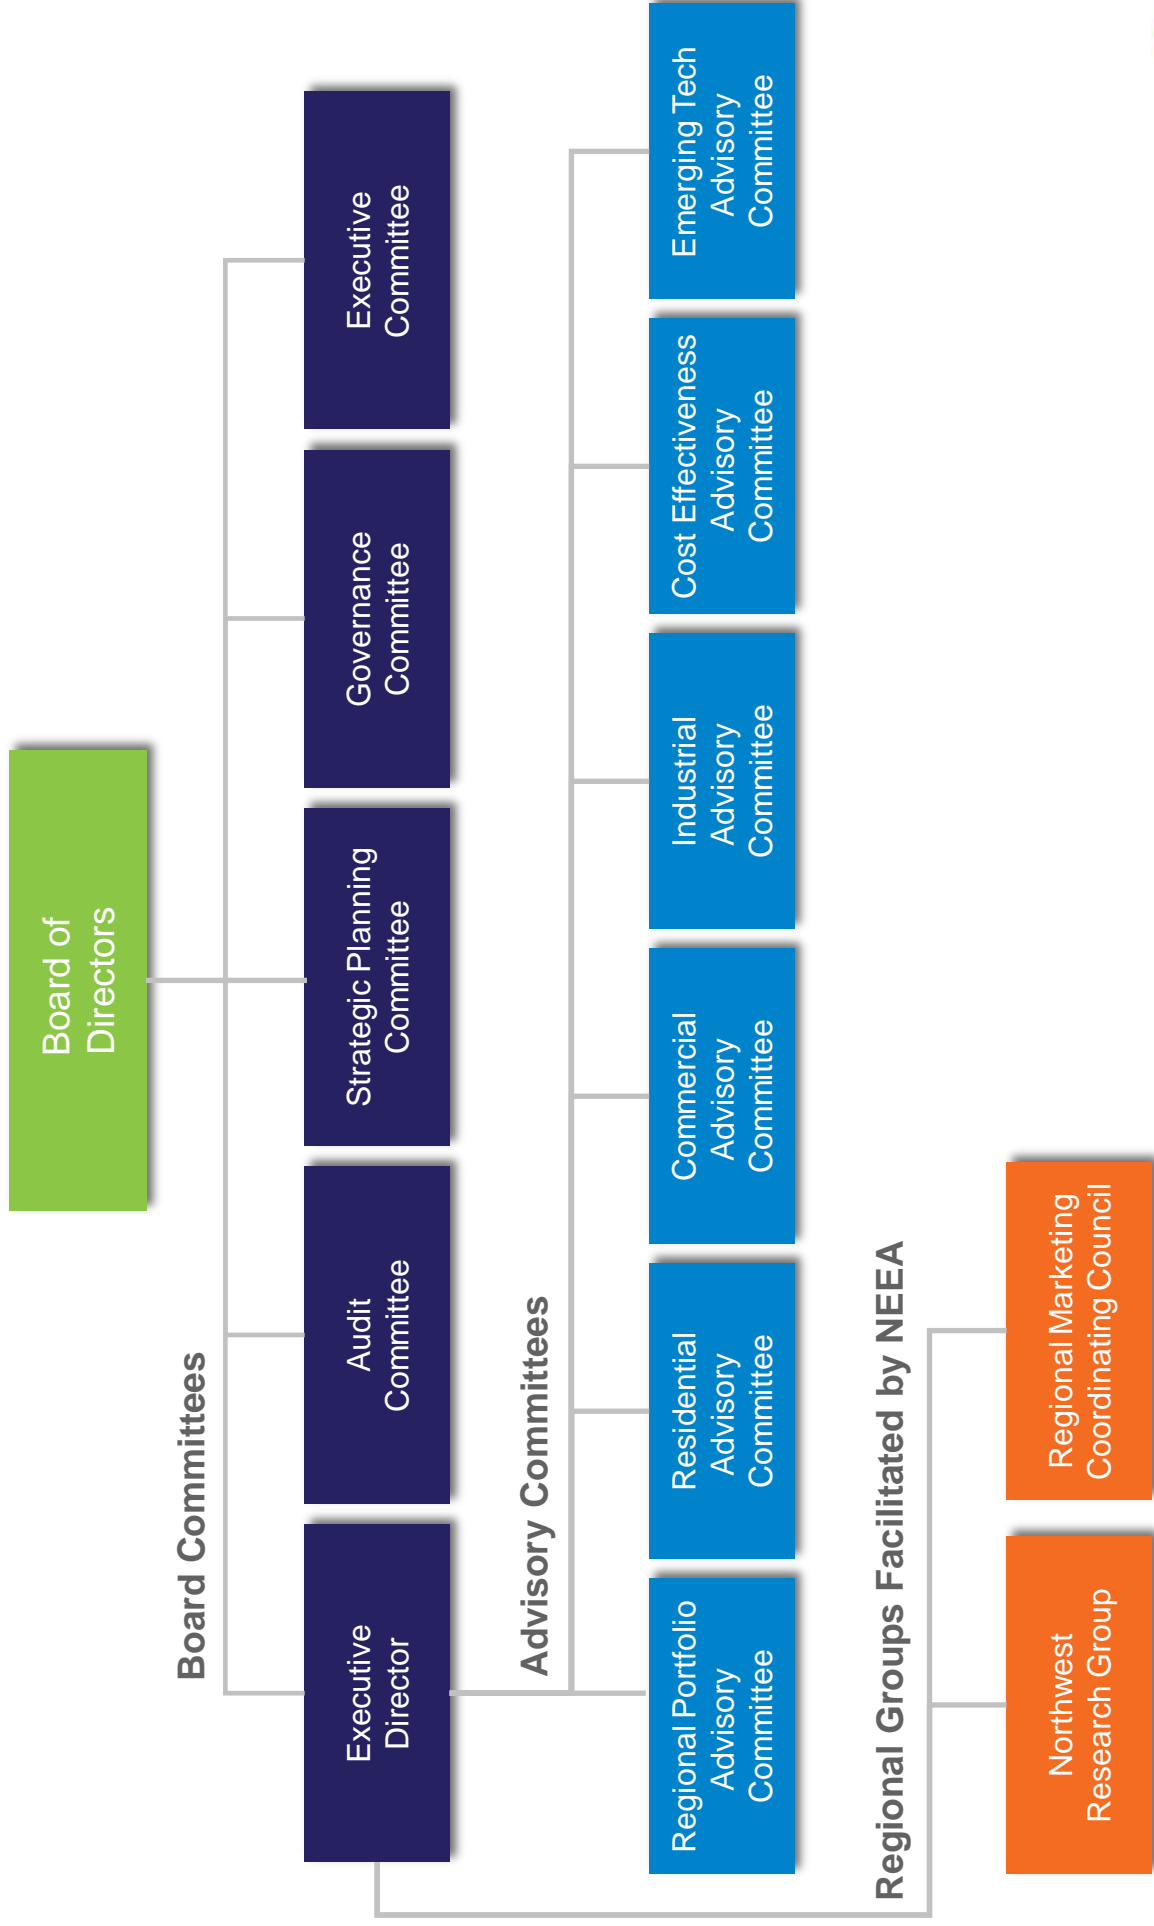 Board of
Directors
Board Committees
Executive
Director
Audit
Committee
Strategic Planning
Committee
Governance
Committee
Executive
Committee
Advisory Committees
Regional Portfolio
Advisory
Committee
Residential
Advisory
Committee
Commercial
Advisory
Committee
Industrial
Advisory
Committee
Cost Effectiveness
Advisory
Committee
Emerging Tech
Advisory
Committee
Regional Groups Facilitated by NEEA
Northwest
Research Group
Regional Marketing
Coordinating Council